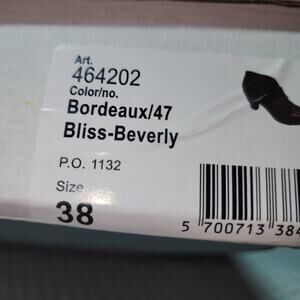 Art.
464202
Color/no.
Bordeaux/47
Bliss-Beverly
P.O. 1132
Size
38
5 700713 384